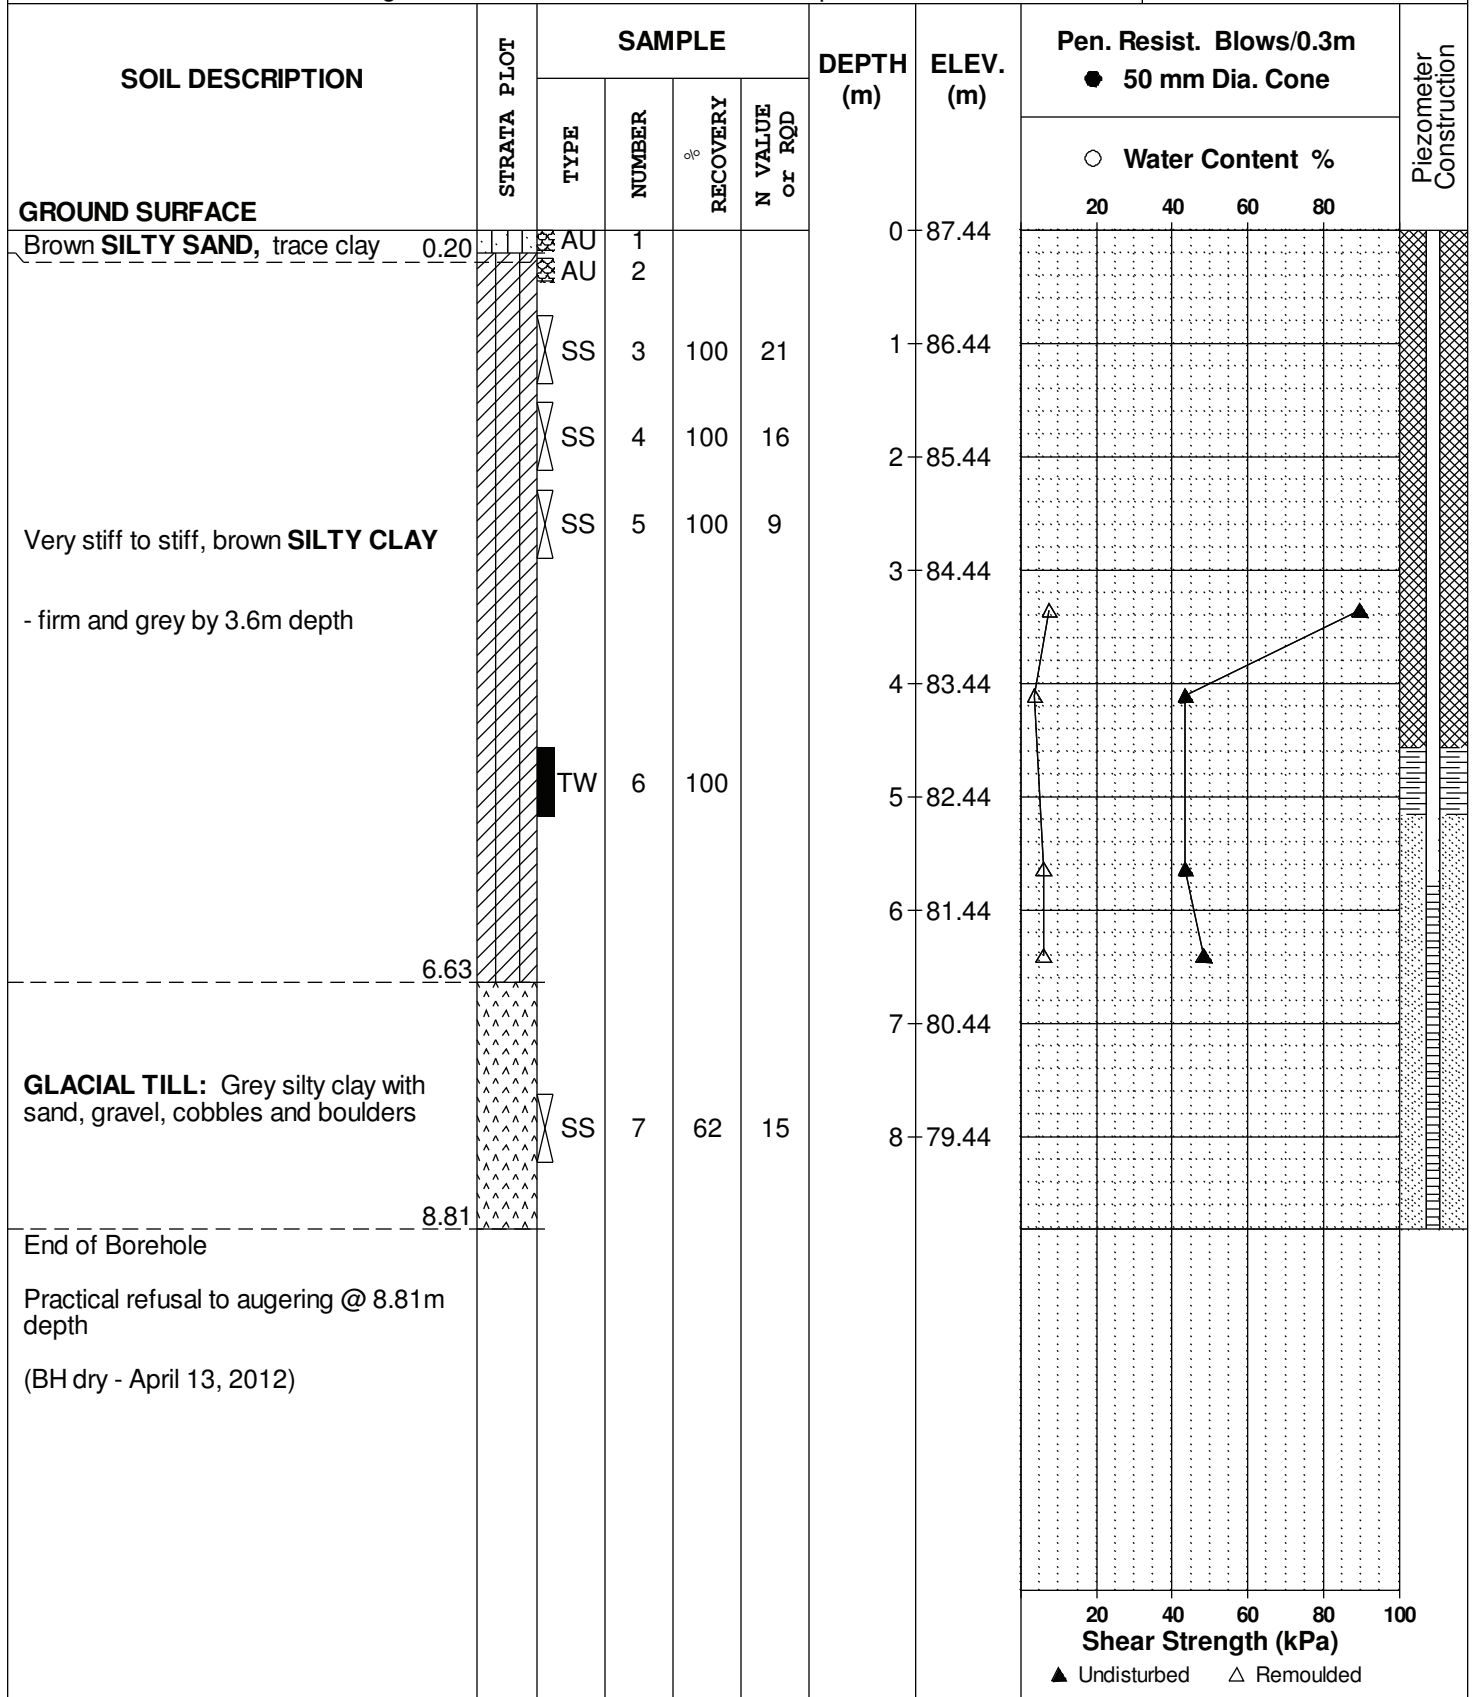 SOIL DESCRIPTION
GROUND SURFACE
STRATA PLOT
SAMPLE
TYPE
NUMBER
% RECOVERY
N VALUE or RQD
DEPTH (m)
ELEV. (m)
Pen. Resist. Blows/0.3m
● 50 mm Dia. Cone
○ Water Content %
20 40 60 80
Piezometer Construction
Brown SILTY SAND, trace clay 0.20
AU 1
AU 2
0 87.44
SS 3 100 21
1 86.44
SS 4 100 16
2 85.44
SS 5 100 9
Very stiff to stiff, brown SILTY CLAY
3 84.44
- firm and grey by 3.6m depth
4 83.44
TW 6 100
5 82.44
6 81.44
6.63
7 80.44
GLACIAL TILL: Grey silty clay with
sand, gravel, cobbles and boulders
SS 7 62 15
8 79.44
8.81
End of Borehole
Practical refusal to augering @ 8.81m
depth
(BH dry - April 13, 2012)
20 40 60 80 100
Shear Strength (kPa)
▲ Undisturbed △ Remoulded